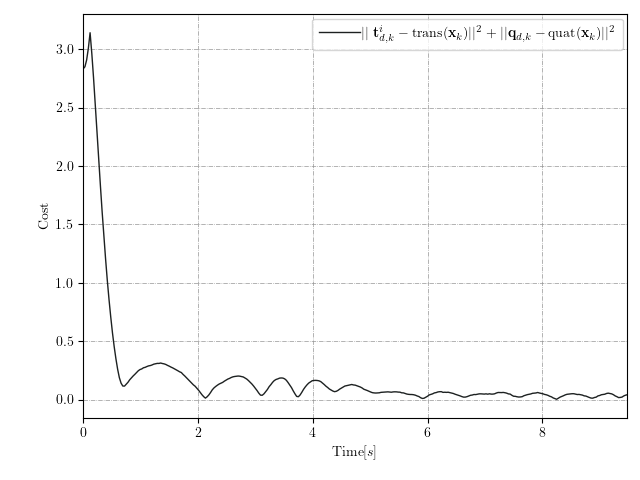 || t^i_{d,k} − trans(x_k)||² + ||q_{d,k} − quat(x_k)||²
3.0
2.5
2.0
1.5
1.0
0.5
0.0
Cost
0 2 4 6 8
Time[s]